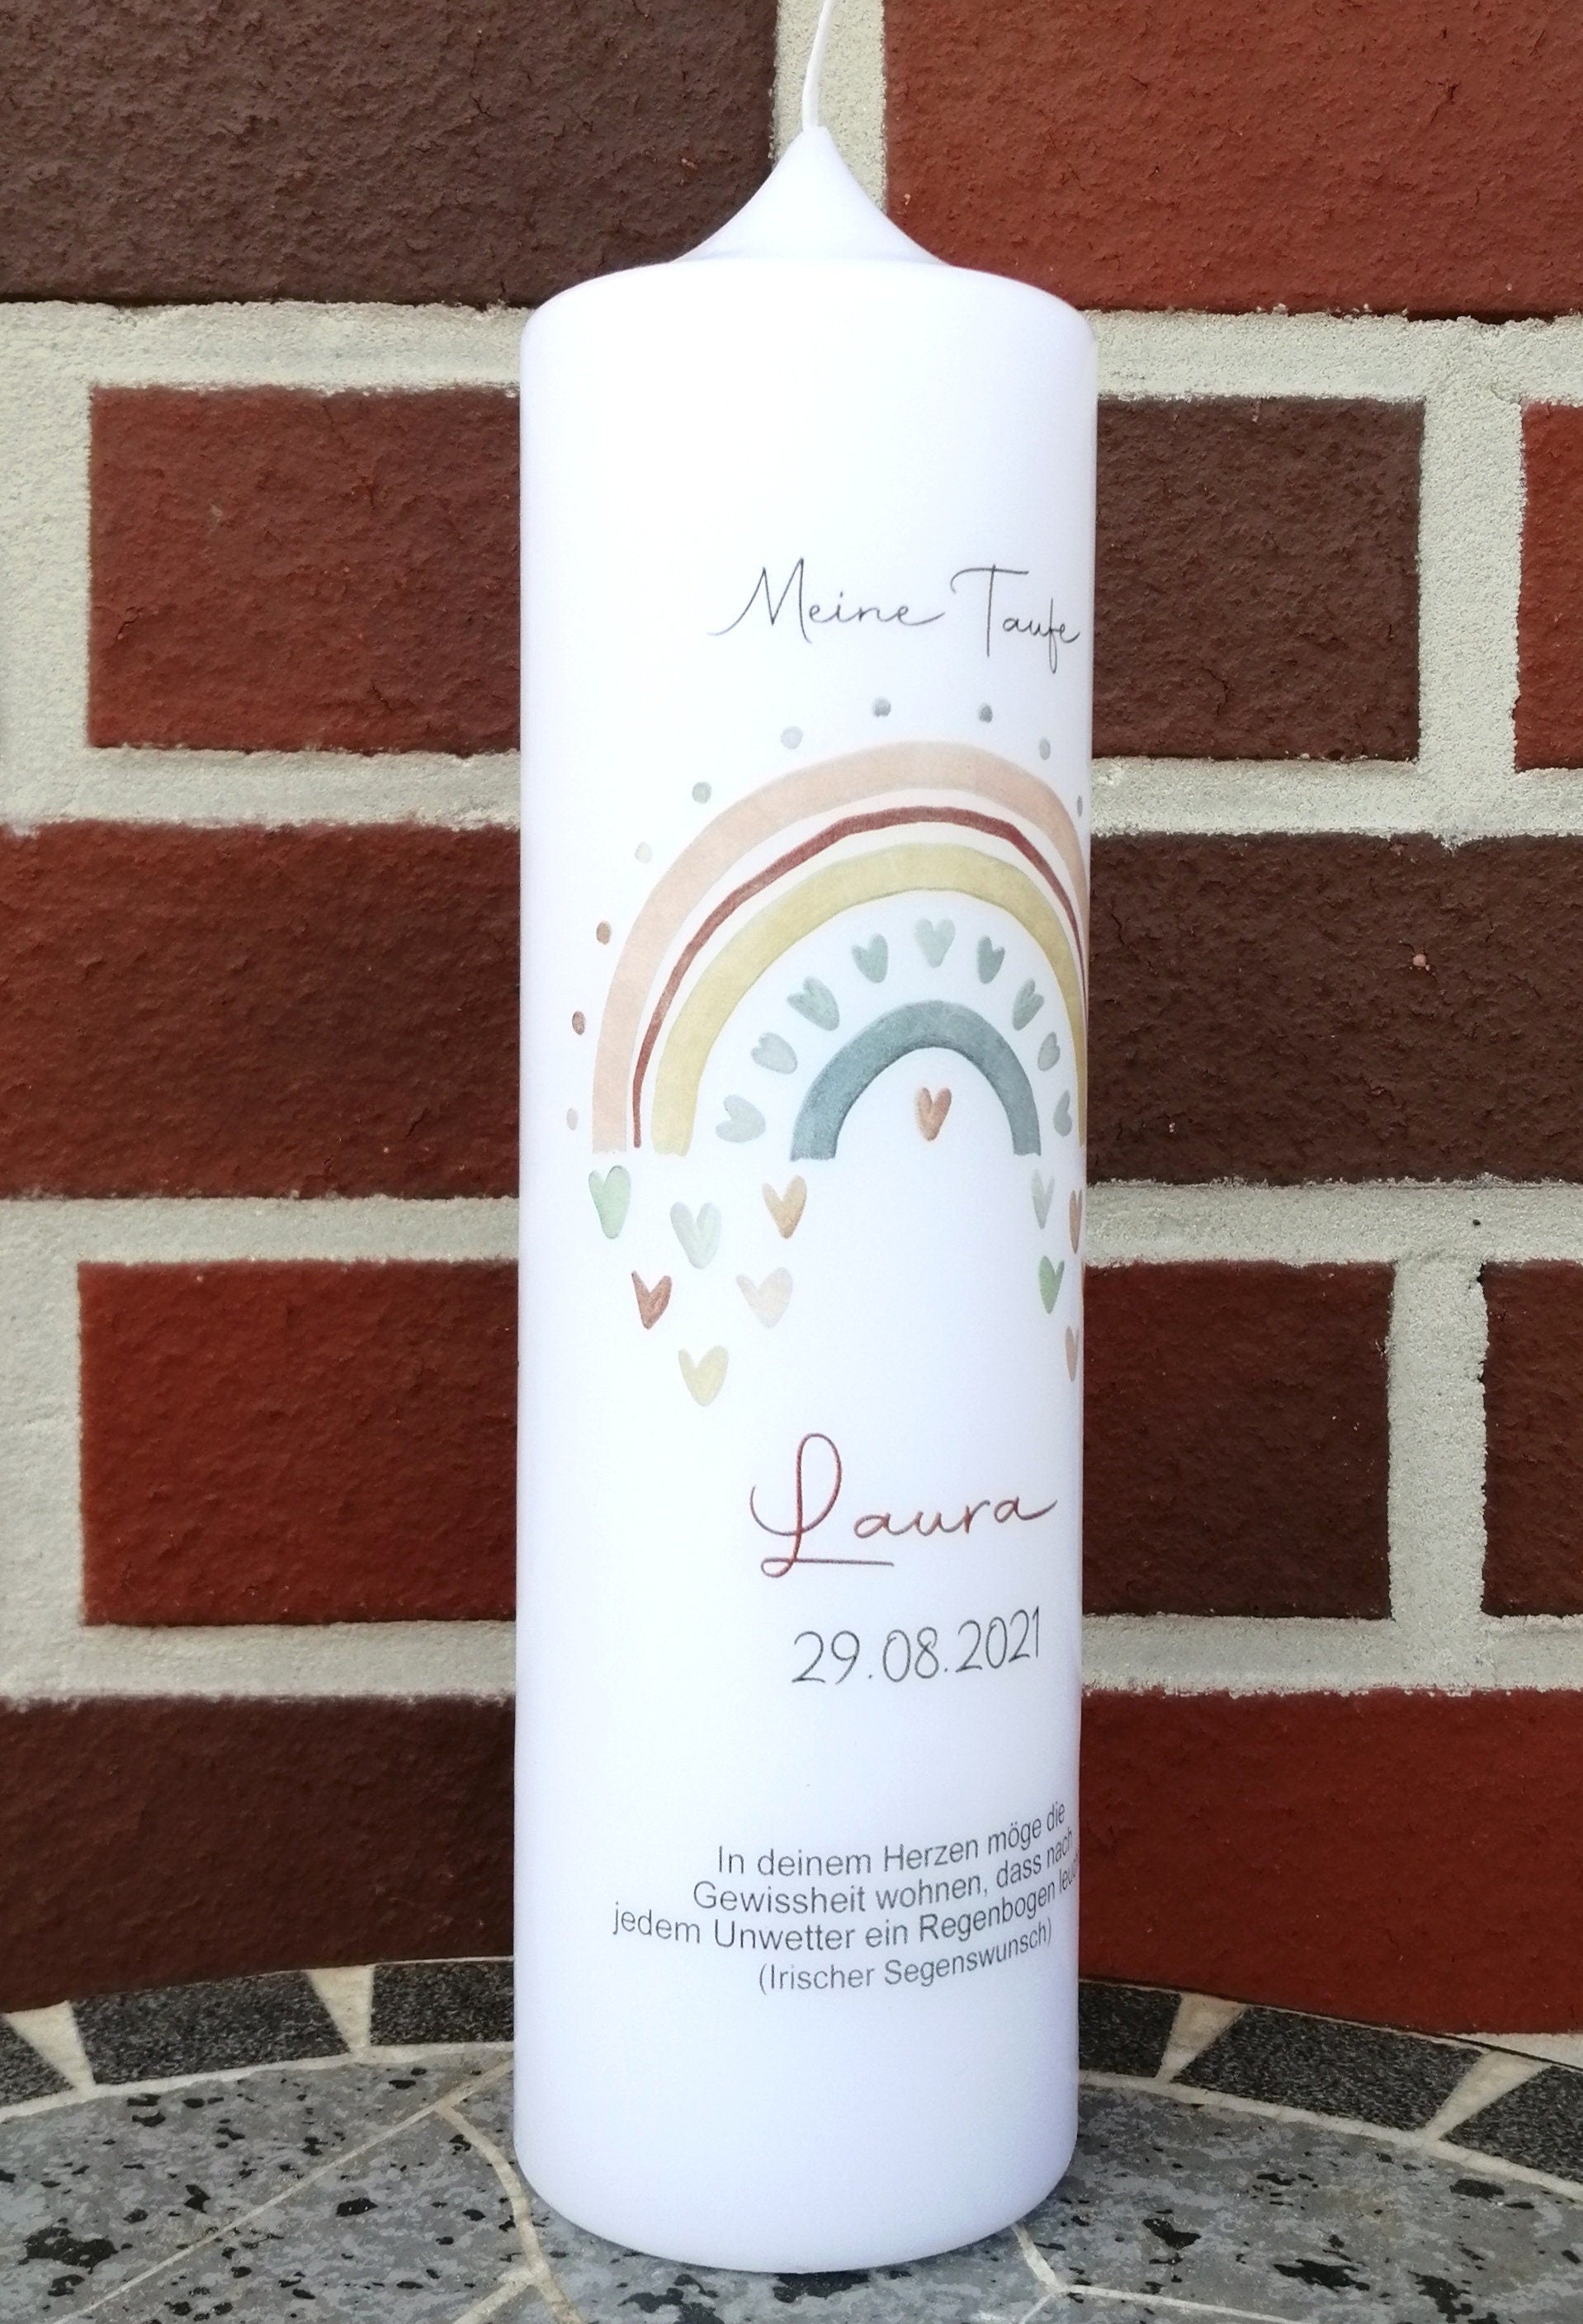 Meine Taufe
Laura
29.08.2021
In deinem Herzen möge die
Gewissheit wohnen, dass nach
jedem Unwetter ein Regenbogen
(Irischer Segenswunsch)